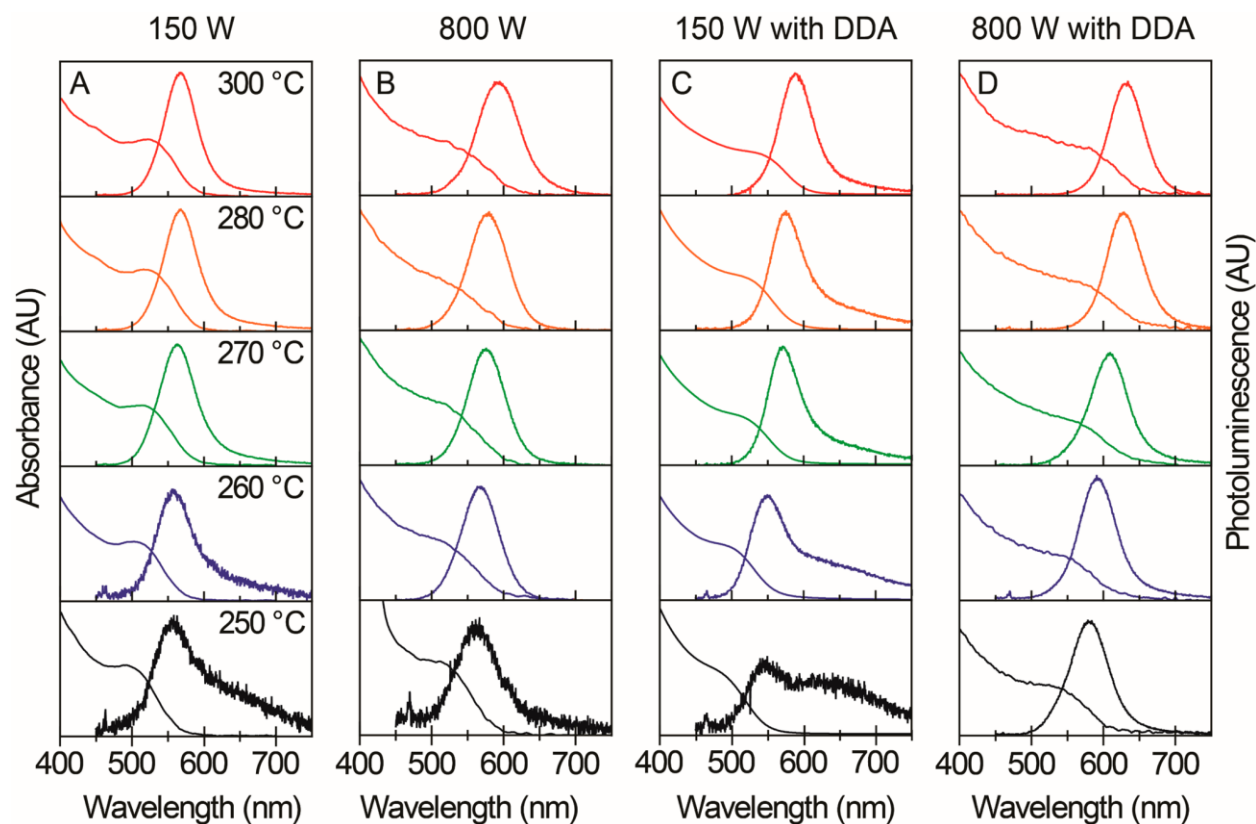 150 W
800 W
150 W with DDA
800 W with DDA
A
300 °C
B
C
D
280 °C
270 °C
260 °C
250 °C
Absorbance (AU)
Photoluminescence (AU)
400 500 600 700
400 500 600 700
400 500 600 700
400 500 600 700
Wavelength (nm)
Wavelength (nm)
Wavelength (nm)
Wavelength (nm)